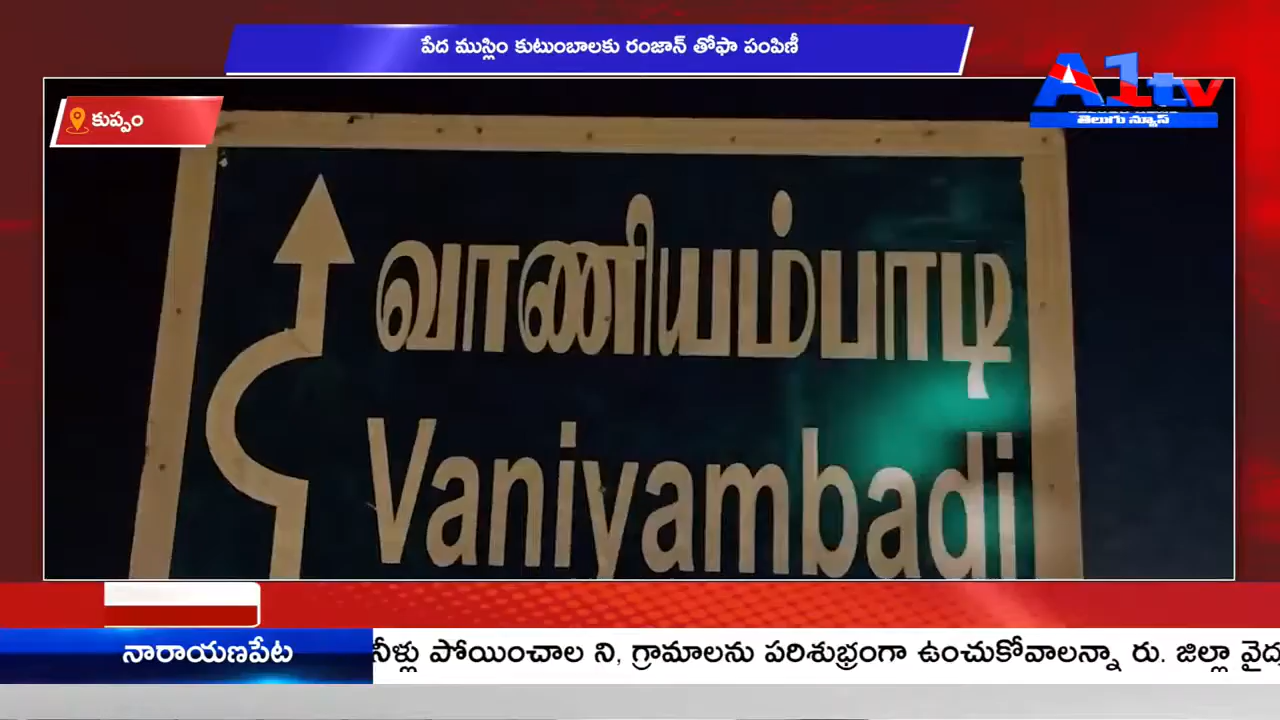 పేద ముస్లిం కుటుంబాలకు రంజాన్ తోఫా పంపిణీ
A1tv
తెలుగు న్యూస్
కుప్పం
வாணியம்பாடி
Vaniyambadi
నారాయణపేట
నీళ్లు పోయించాల ని, గ్రామాలను పరిశుభ్రంగా ఉంచుకోవాలన్నా రు. జిల్లా వైద్య